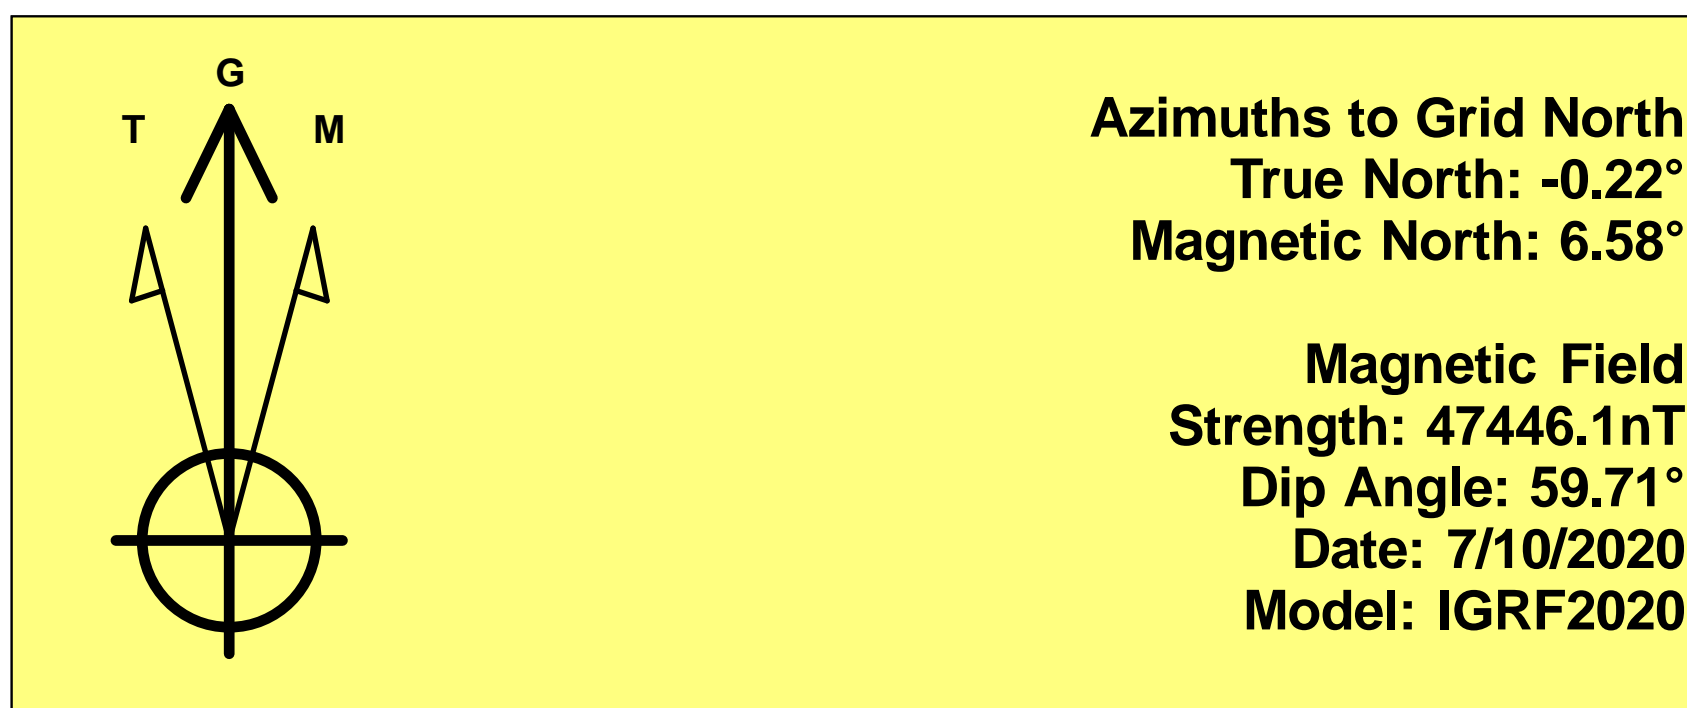 G
T
M
Azimuths to Grid North
True North: -0.22°
Magnetic North: 6.58°
Magnetic Field
Strength: 47446.1nT
Dip Angle: 59.71°
Date: 7/10/2020
Model: IGRF2020